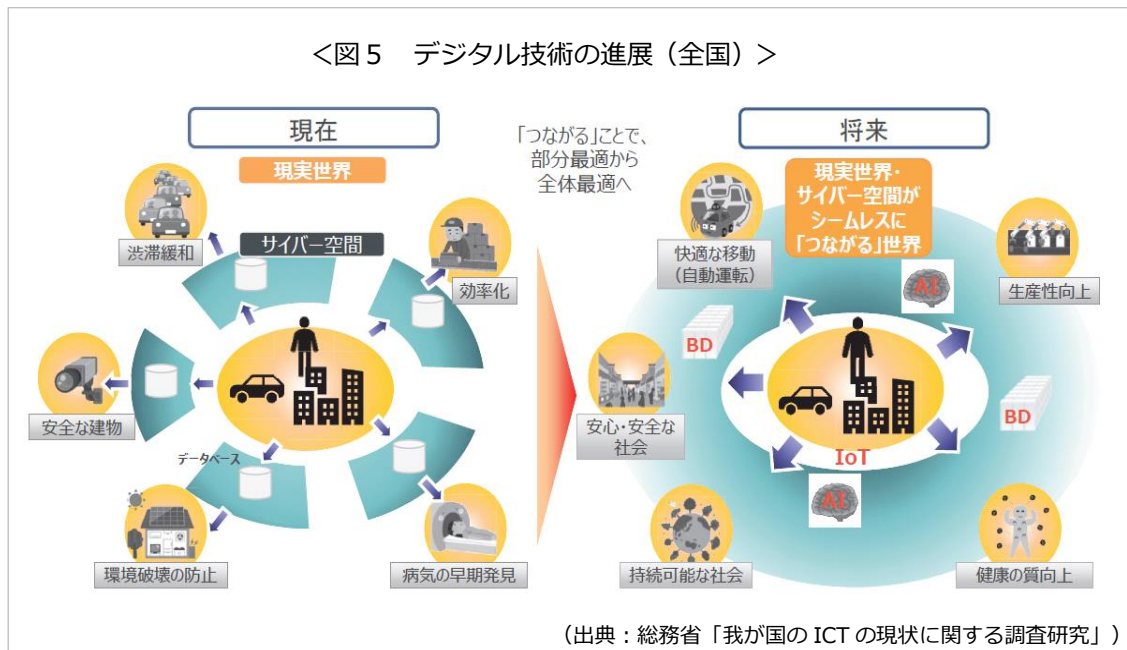 ＜図５　デジタル技術の進展（全国）＞
現在
現実世界
サイバー空間
渋滞緩和
効率化
安全な建物
データベース
環境破壊の防止
病気の早期発見
「つながる」ことで、
部分最適から
全体最適へ
将来
現実世界・
サイバー空間が
シームレスに
「つながる」世界
快適な移動
（自動運転）
AI
生産性向上
BD
BD
安心・安全な
社会
IoT
AI
持続可能な社会
健康の質向上
（出典：総務省「我が国の ICT の現状に関する調査研究」）